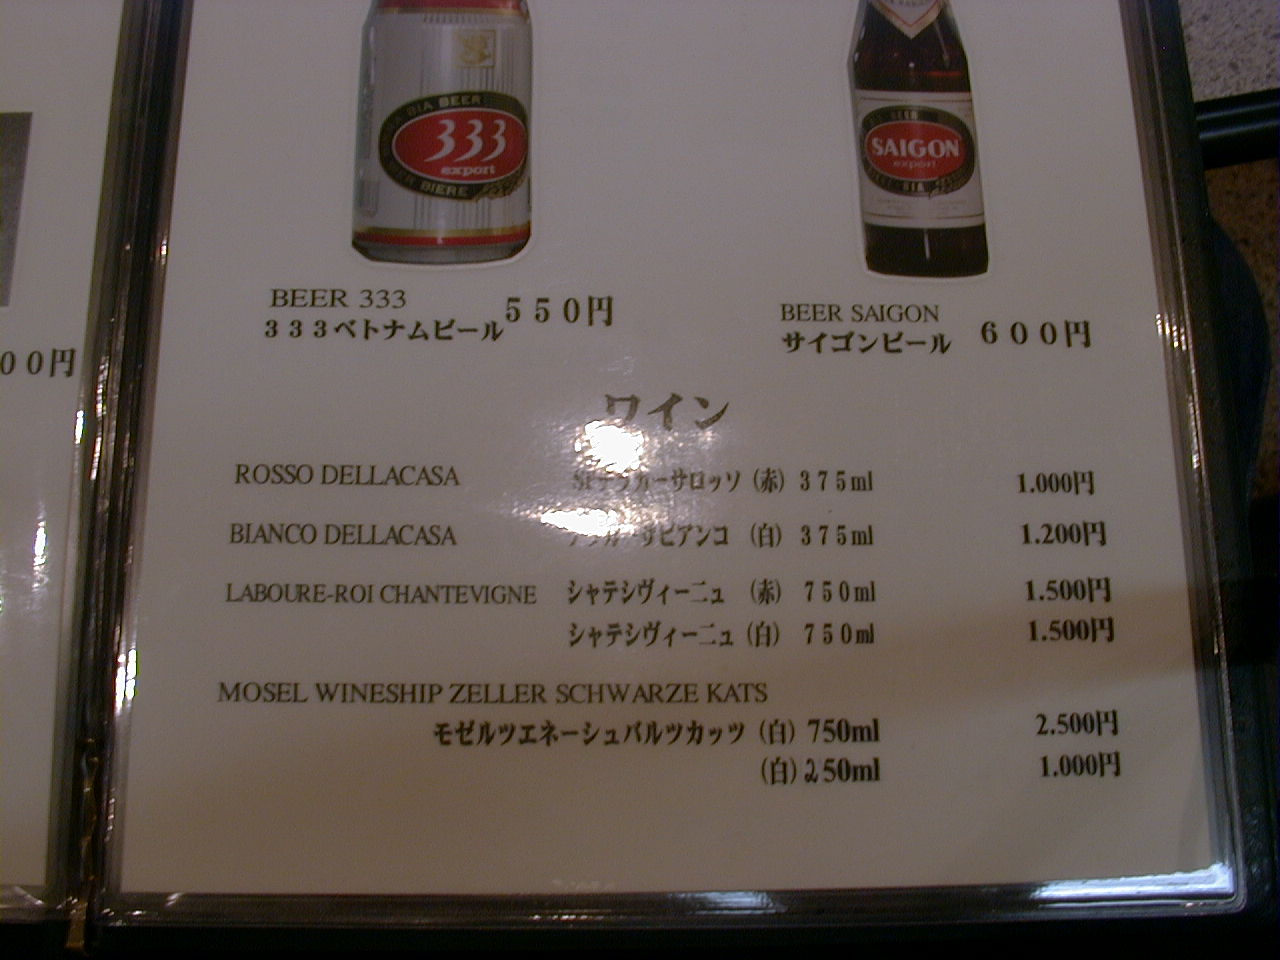 BIA BEER
333
export
BIERE
BEER
SAIGON
export
BIA
BEER 333
333ベトナムビール 550円
BEER SAIGON
サイゴンビール 600円
00円
ワイン
ROSSO DELLACASA カーサロッソ (赤) 375ml 1.000円
BIANCO DELLACASA サビアンコ (白) 375ml 1.200円
LABOURE-ROI CHANTEVIGNE シャテシヴィーニュ (赤) 750ml 1.500円
シャテシヴィーニュ (白) 750ml 1.500円
MOSEL WINESHIP ZELLER SCHWARZE KATS
モゼルツエネーシュバルツカッツ (白) 750ml 2.500円
(白) 250ml 1.000円